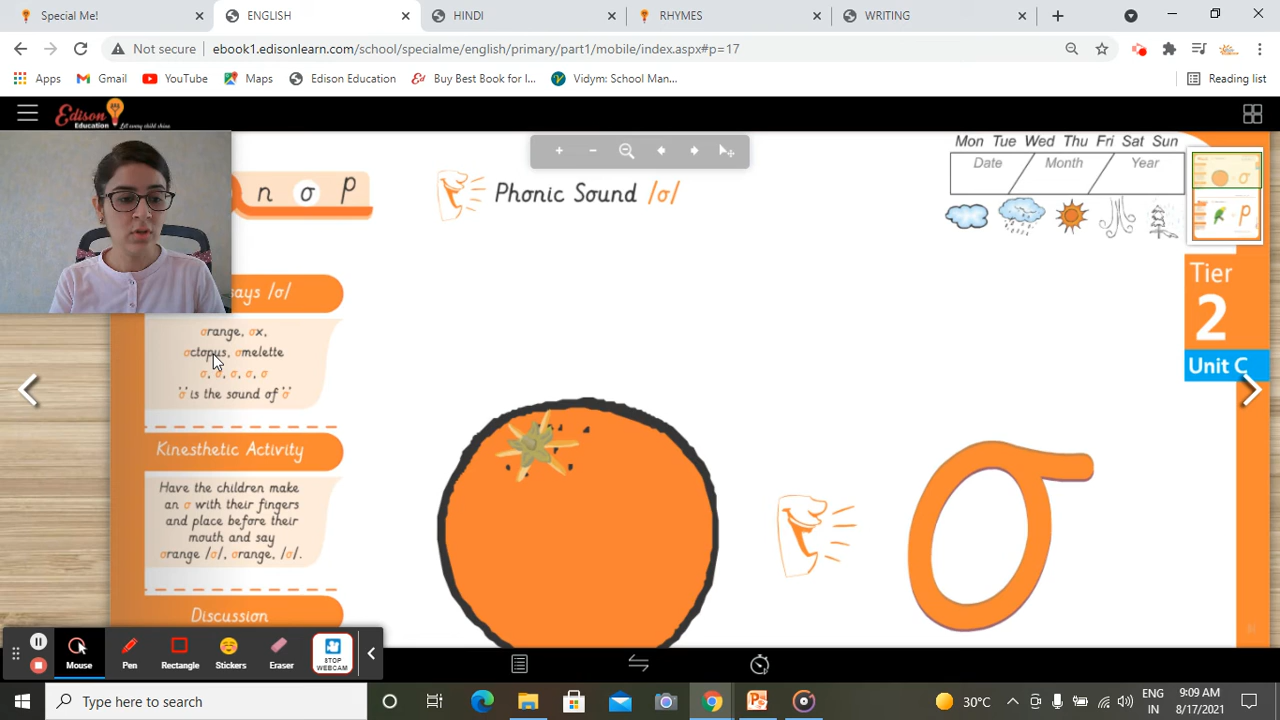 Special Me!
ENGLISH
HINDI
RHYMES
WRITING
Not secure
ebook1.edisonlearn.com/school/specialme/english/primary/part1/mobile/index.aspx#p=17
Apps
Gmail
YouTube
Maps
Edison Education
Buy Best Book for I...
Vidym: School Man...
Reading list
Edison
Education
Let every child shine
n o p
Phonic Sound /o/
Mon Tue Wed Thu Fri Sat Sun
Date
Month
Year
Tier
2
Unit C
says /o/
orange, ox,
octopus, omelette
o, o, o, o, o
is the sound of
Kinesthetic Activity
Have the children make
an o with their fingers
and place before their
mouth and say
orange /o/, orange, /o/.
Discussion
o
Mouse
Pen
Rectangle
Stickers
Eraser
STOP
WEBCAM
Type here to search
30°C
ENG
IN
9:09 AM
8/17/2021